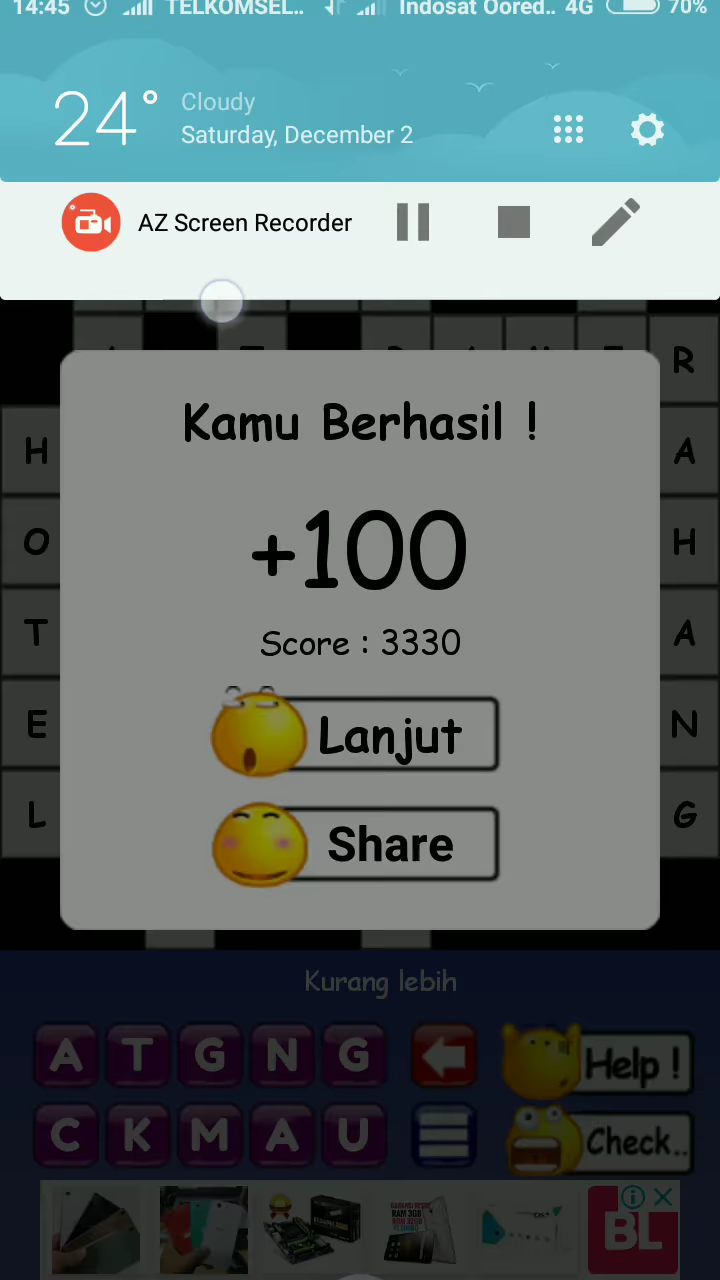 14:45 TELKOMSEL.. Indosat Oored.. 4G 70%
24° Cloudy
Saturday, December 2
AZ Screen Recorder
R
H A
O H
T A
E N
L G
Kamu Berhasil !
+100
Score : 3330
Lanjut
Share
Kurang lebih
A T G N G
Help !
C K M A U
Check..
BL